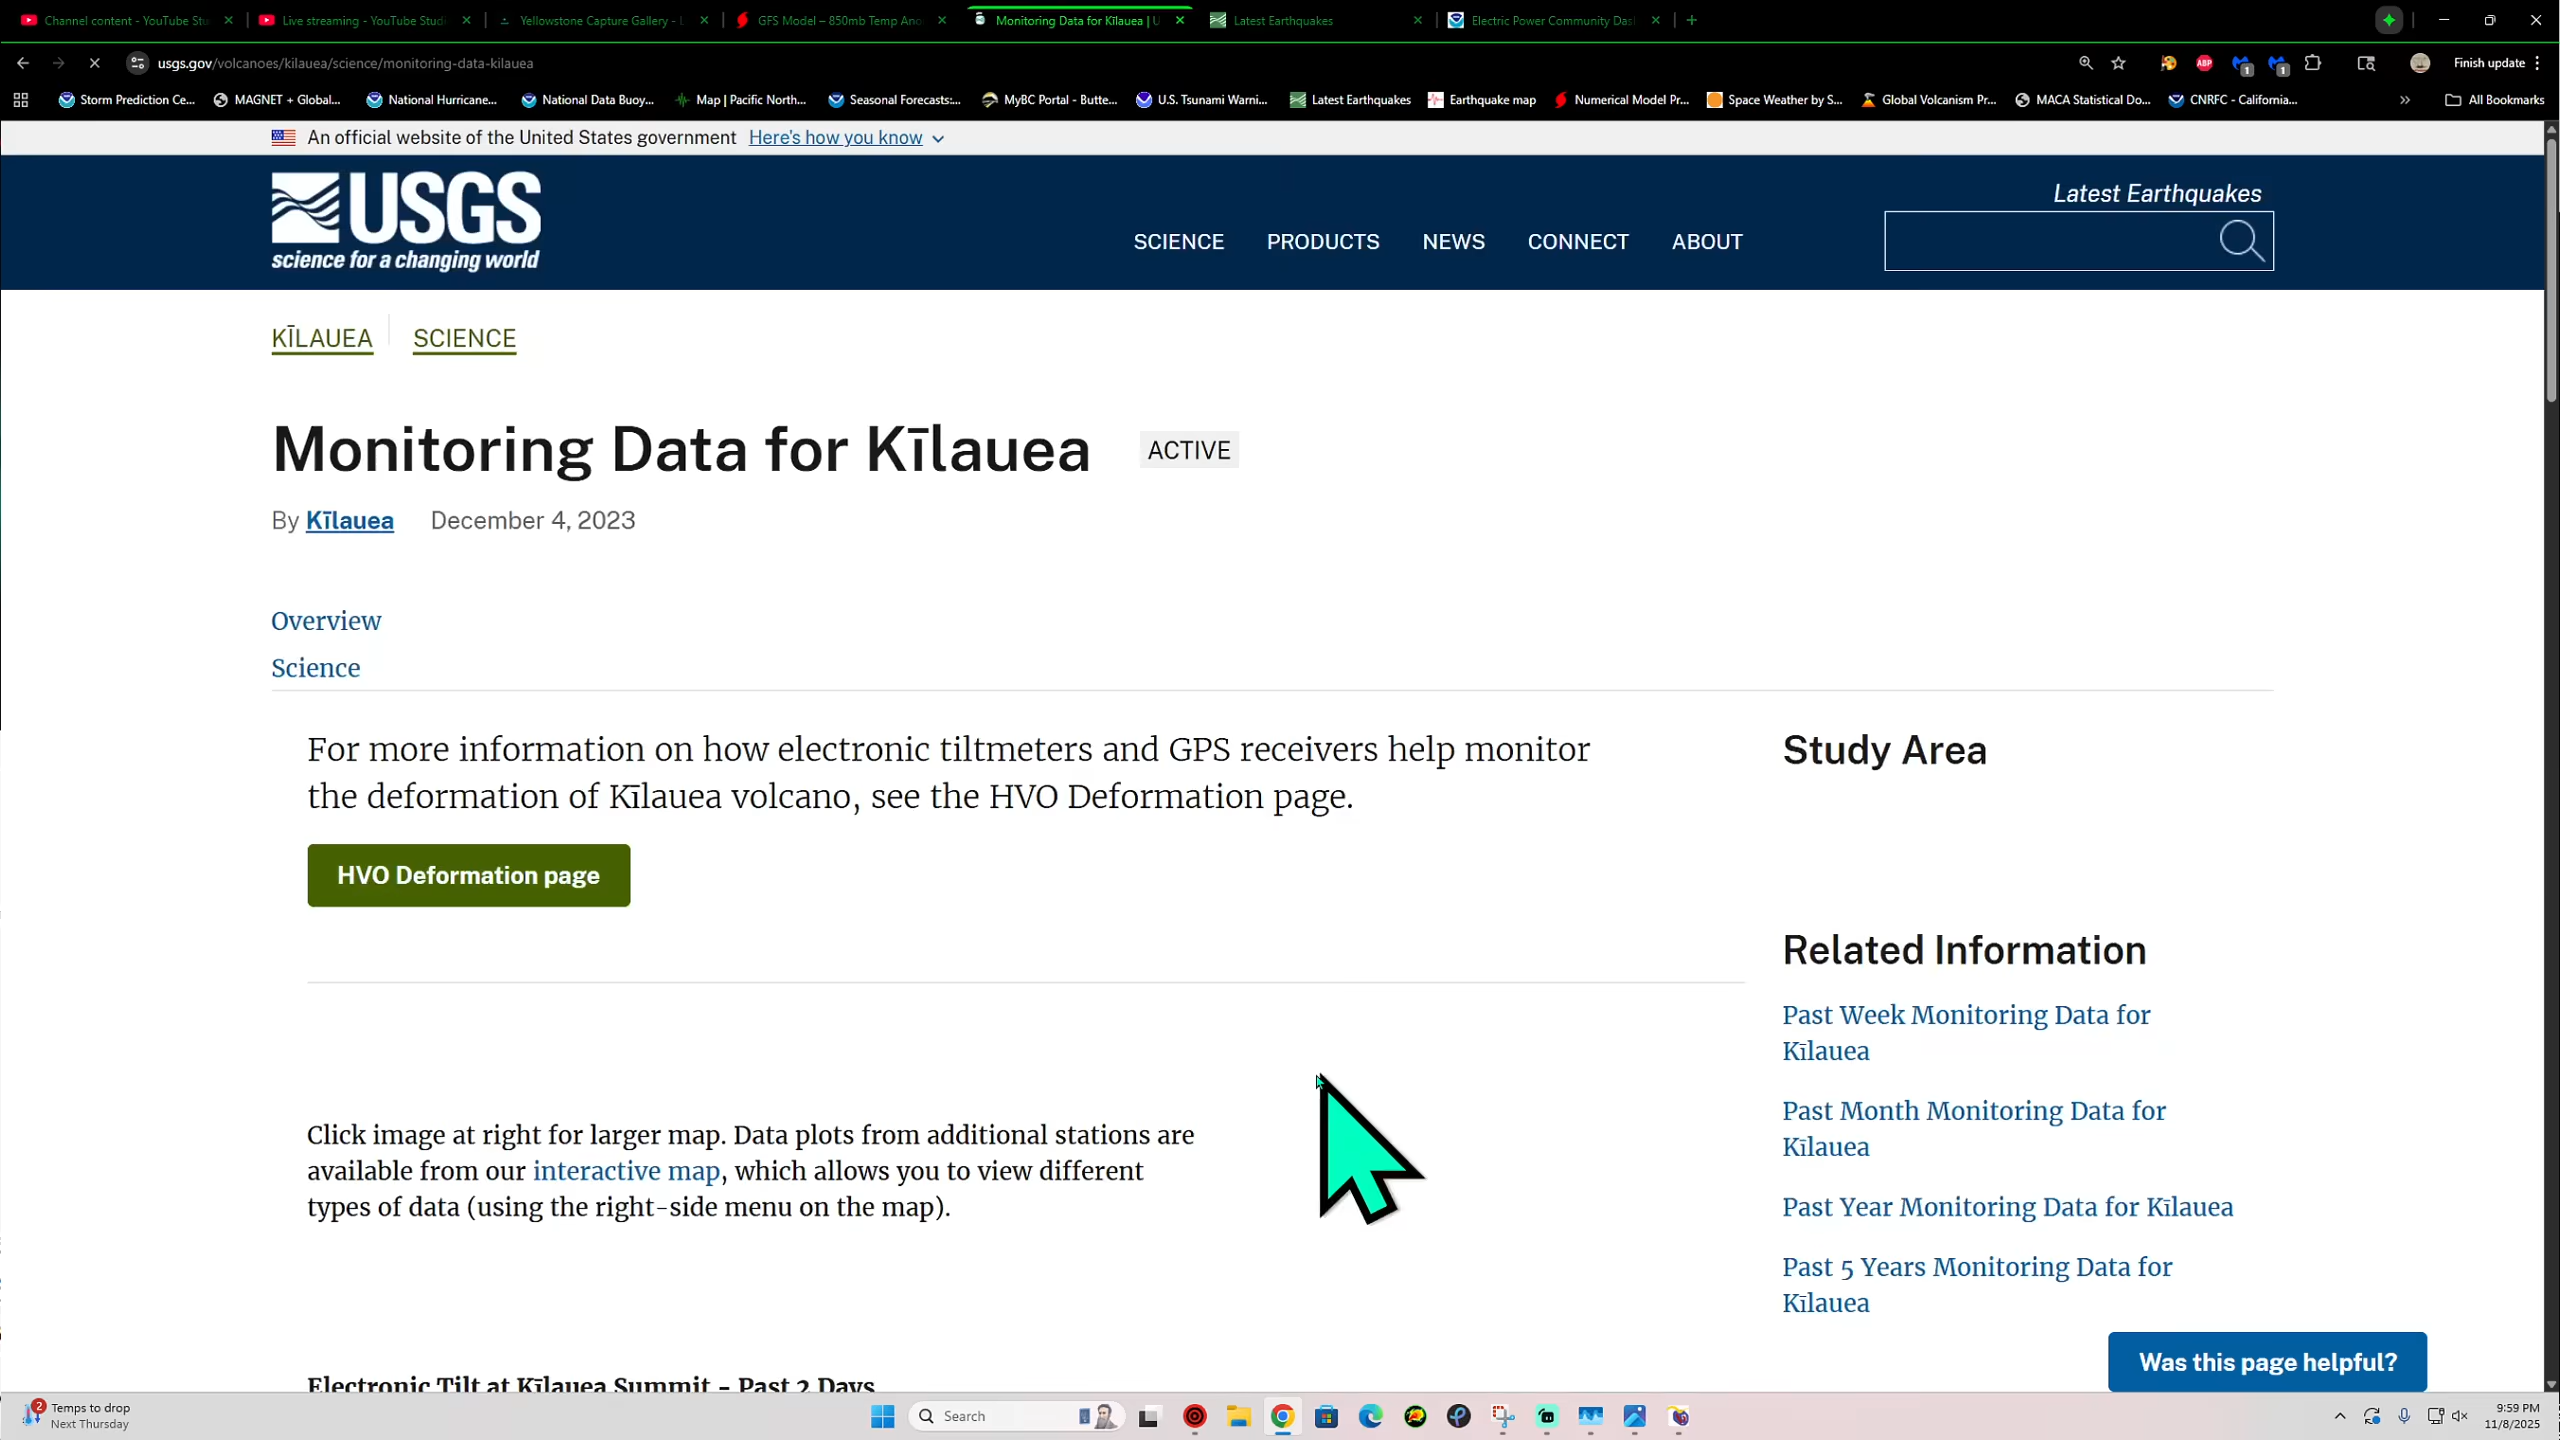 Channel content - YouTube Stu
Live streaming - YouTube Studi
Yellowstone Capture Gallery - L
GFS Model – 850mb Temp Ano
Monitoring Data for Kīlauea | U
Latest Earthquakes
Electric Power Community Das
usgs.gov/volcanoes/kilauea/science/monitoring-data-kilauea
ABP
1
1
Finish update
Storm Prediction Ce...
MAGNET + Global...
National Hurricane...
National Data Buoy...
Map | Pacific North...
Seasonal Forecasts:...
MyBC Portal - Butte...
U.S. Tsunami Warni...
Latest Earthquakes
Earthquake map
Numerical Model Pr...
Space Weather by S...
Global Volcanism Pr...
MACA Statistical Do...
CNRFC - California...
All Bookmarks
An official website of the United States government Here's how you know
USGS
science for a changing world
SCIENCE PRODUCTS NEWS CONNECT ABOUT
Latest Earthquakes
KĪLAUEA SCIENCE
Monitoring Data for Kīlauea ACTIVE
By Kīlauea December 4, 2023
Overview
Science
For more information on how electronic tiltmeters and GPS receivers help monitor
the deformation of Kīlauea volcano, see the HVO Deformation page.
HVO Deformation page
Click image at right for larger map. Data plots from additional stations are
available from our interactive map, which allows you to view different
types of data (using the right-side menu on the map).
Electronic Tilt at Kīlauea Summit - Past 2 Days
Study Area
Related Information
Past Week Monitoring Data for
Kīlauea
Past Month Monitoring Data for
Kīlauea
Past Year Monitoring Data for Kīlauea
Past 5 Years Monitoring Data for
Kīlauea
Was this page helpful?
2
Temps to drop
Next Thursday
Search
9:59 PM
11/8/2025